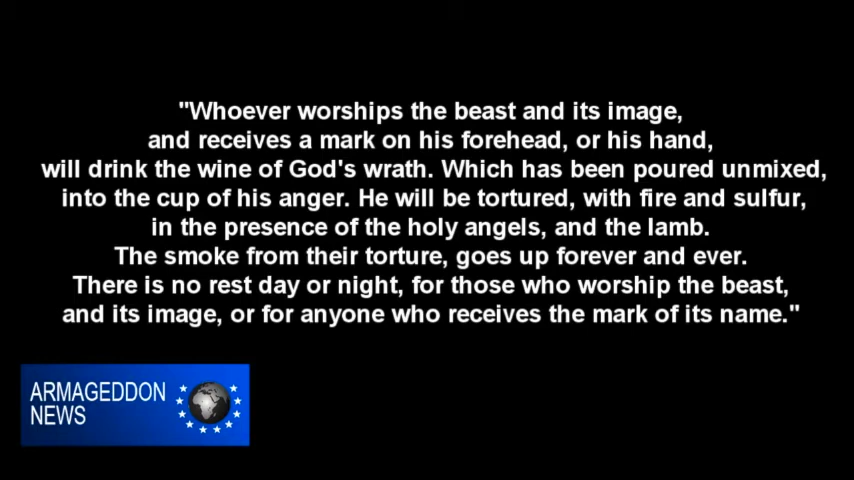 "Whoever worships the beast and its image,
and receives a mark on his forehead, or his hand,
will drink the wine of God's wrath. Which has been poured unmixed,
into the cup of his anger. He will be tortured, with fire and sulfur,
in the presence of the holy angels, and the lamb.
The smoke from their torture, goes up forever and ever.
There is no rest day or night, for those who worship the beast,
and its image, or for anyone who receives the mark of its name."
ARMAGEDDON
NEWS